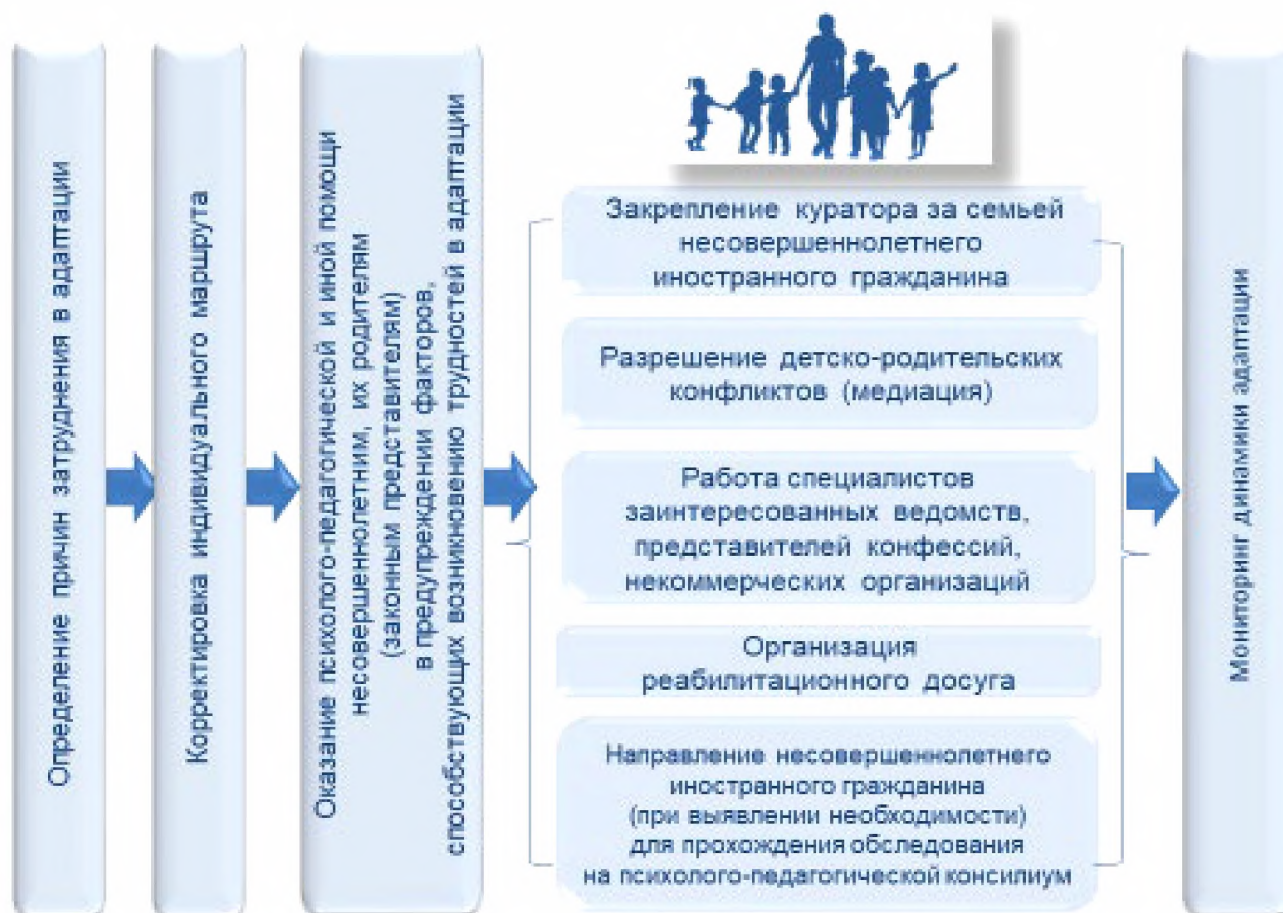 Определение причин затруднения в адаптации
Корректировка индивидуального маршрута
Оказание психолого-педагогической и иной помощи
несовершеннолетним, их родителям
(законным представителям)
в предупреждении факторов,
способствующих возникновению трудностей в адаптации
Закрепление куратора за семьей
несовершеннолетнего
иностранного гражданина
Разрешение детско-родительских
конфликтов (медиация)
Работа специалистов
заинтересованных ведомств,
представителей конфессий,
некоммерческих организаций
Организация
реабилитационного досуга
Направление несовершеннолетнего
иностранного гражданина
(при выявлении необходимости)
для прохождения обследования
на психолого-педагогической консилиум
Мониторинг динамики адаптации